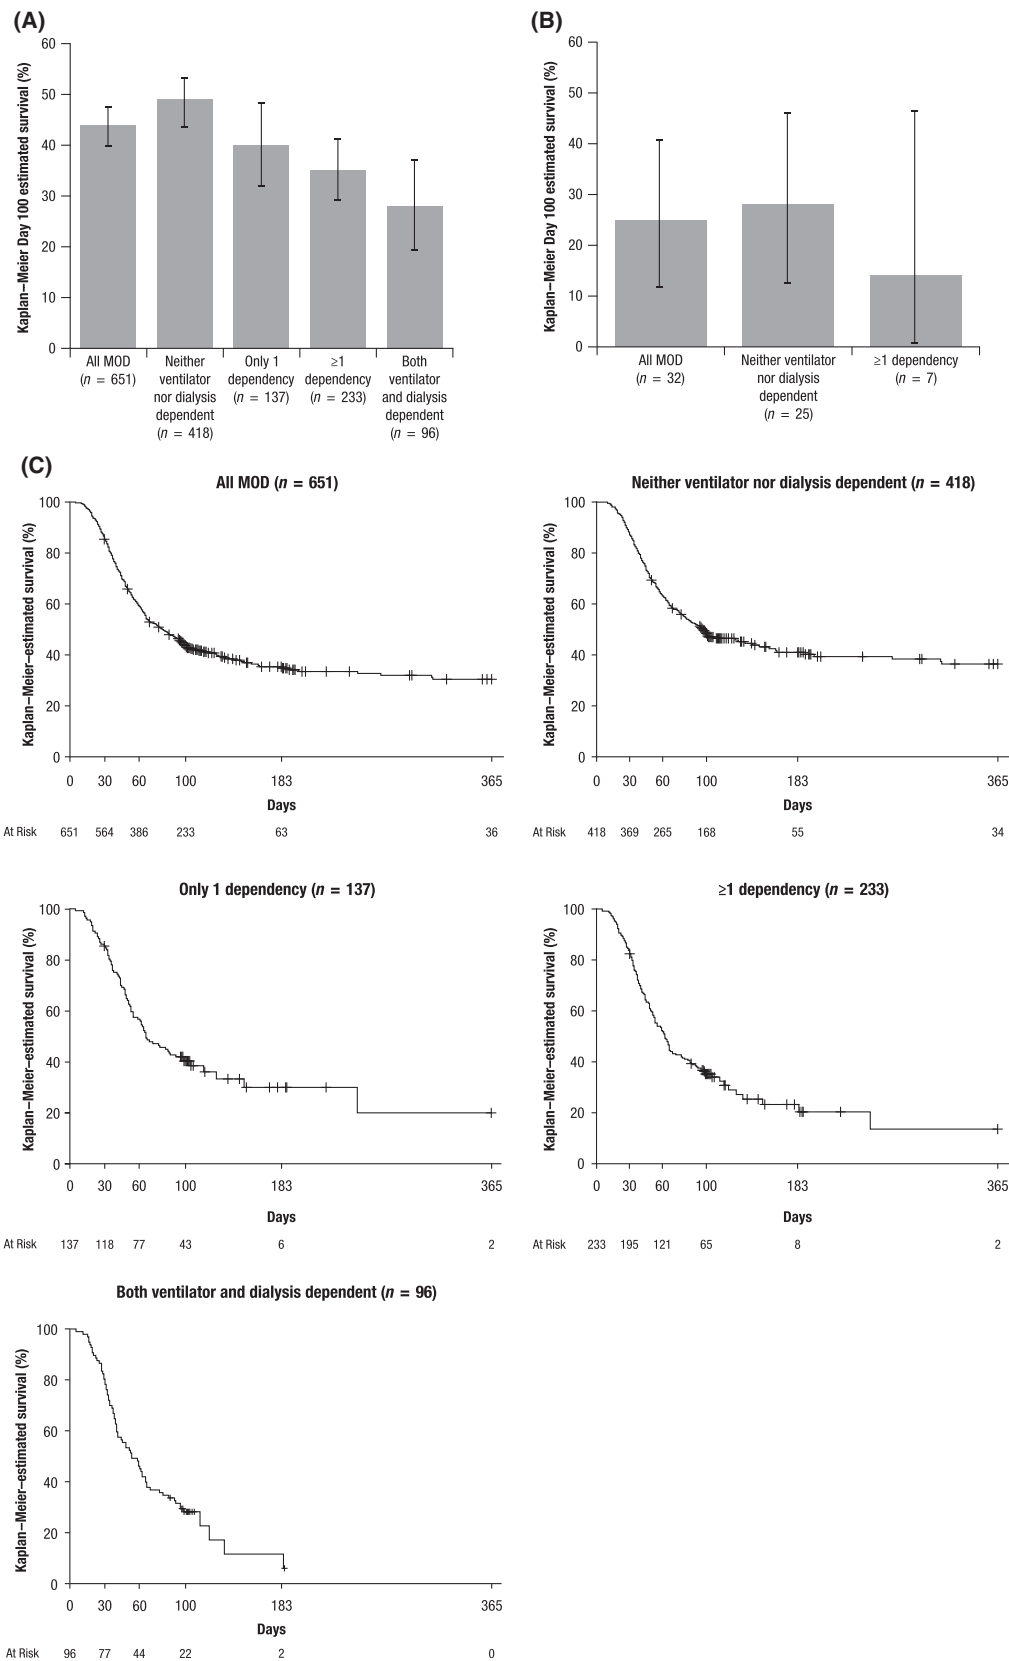 (A)
Kaplan–Meier Day 100 estimated survival (%)
60
50
40
30
20
10
0
All MOD
(n = 651)
Neither
ventilator
nor dialysis
dependent
(n = 418)
Only 1
dependency
(n = 137)
≥1
dependency
(n = 233)
Both
ventilator
and dialysis
dependent
(n = 96)
(B)
Kaplan–Meier Day 100 estimated survival (%)
60
50
40
30
20
10
0
All MOD
(n = 32)
Neither ventilator
nor dialysis
dependent
(n = 25)
≥1 dependency
(n = 7)
(C)
All MOD (n = 651)
Kaplan–Meier–estimated survival (%)
100
80
60
40
20
0
0 30 60 100 183 365
Days
At Risk 651 564 386 233 63 36
Neither ventilator nor dialysis dependent (n = 418)
Kaplan–Meier–estimated survival (%)
100
80
60
40
20
0
0 30 60 100 183 365
Days
At Risk 418 369 265 168 55 34
Only 1 dependency (n = 137)
Kaplan–Meier–estimated survival (%)
100
80
60
40
20
0
0 30 60 100 183 365
Days
At Risk 137 118 77 43 6 2
≥1 dependency (n = 233)
Kaplan–Meier–estimated survival (%)
100
80
60
40
20
0
0 30 60 100 183 365
Days
At Risk 233 195 121 65 8 2
Both ventilator and dialysis dependent (n = 96)
Kaplan–Meier–estimated survival (%)
100
80
60
40
20
0
0 30 60 100 183 365
Days
At Risk 96 77 44 22 2 0